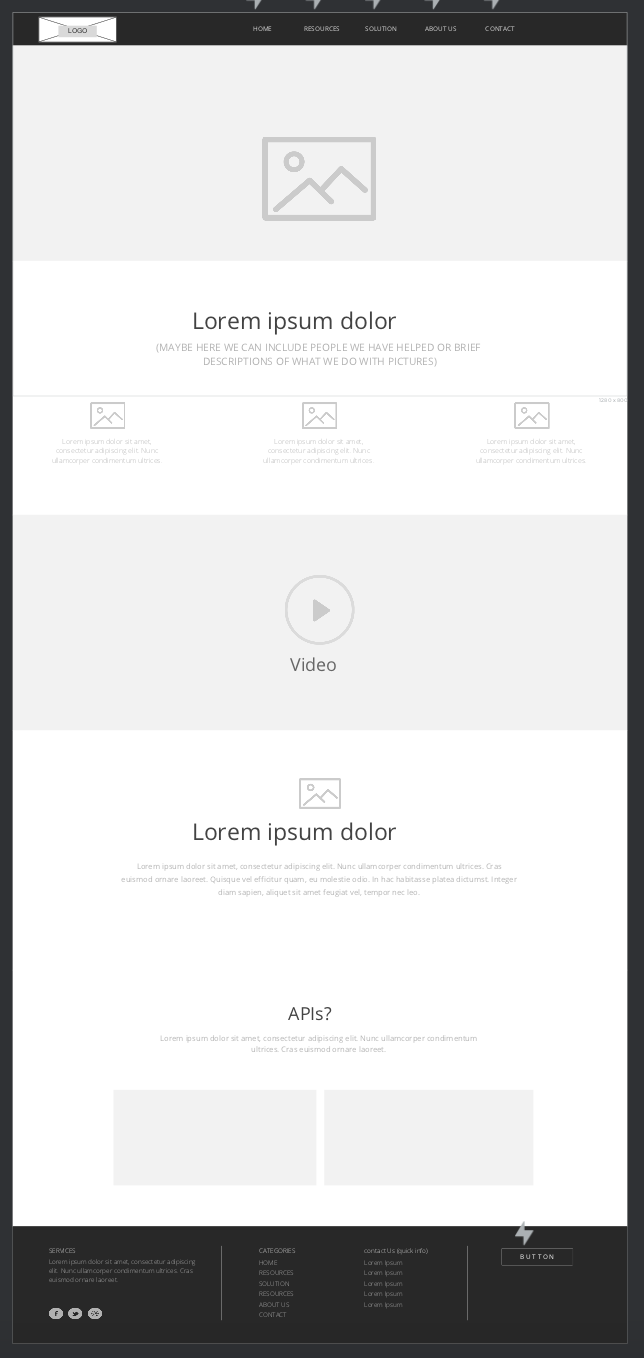 LOGO
HOME RESOURCES SOLUTION ABOUT US CONTACT
Lorem ipsum dolor
(MAYBE HERE WE CAN INCLUDE PEOPLE WE HAVE HELPED OR BRIEF
DESCRIPTIONS OF WHAT WE DO WITH PICTURES)
Lorem ipsum dolor sit amet,
consectetur adipiscing elit. Nunc
ullamcorper condimentum ultrices
Lorem ipsum dolor sit amet,
consectetur adipiscing elit. Nunc
ullamcorper condimentum ultrices.
Lorem ipsum dolor sit amet,
consectetur adipiscing elit. Nunc
ullamcorper condimentum ultrices.
Video
Lorem ipsum dolor
Lorem ipsum dolor sit amet, consectetur adipiscing elit. Nunc ullamcorper condimentum ultrices. Cras
euismod ornare laoreet. Quisque vel efficitur quam, eu molestie odio. In hac habitasse platea dictumst. Integer
diam sapien, aliquet sit amet feugiat vel, tempor nec leo.
APIs?
Lorem ipsum dolor sit amet, consectetur adipiscing elit. Nunc ullamcorper condimentum
ultrices. Cras euismod ornare laoreet.
SERVICES
Lorem ipsum dolor sit amet, consectetur adipiscing
elit. Nunc ullamcorper condimentum ultrices. Cras
euismod ornare laoreet.
CATEGORIES
HOME
RESOURCES
SOLUTION
RESOURCES
ABOUT US
CONTACT
contact Us (quick info)
Lorem Ipsum
Lorem Ipsum
Lorem Ipsum
Lorem Ipsum
Lorem Ipsum
BUTTON